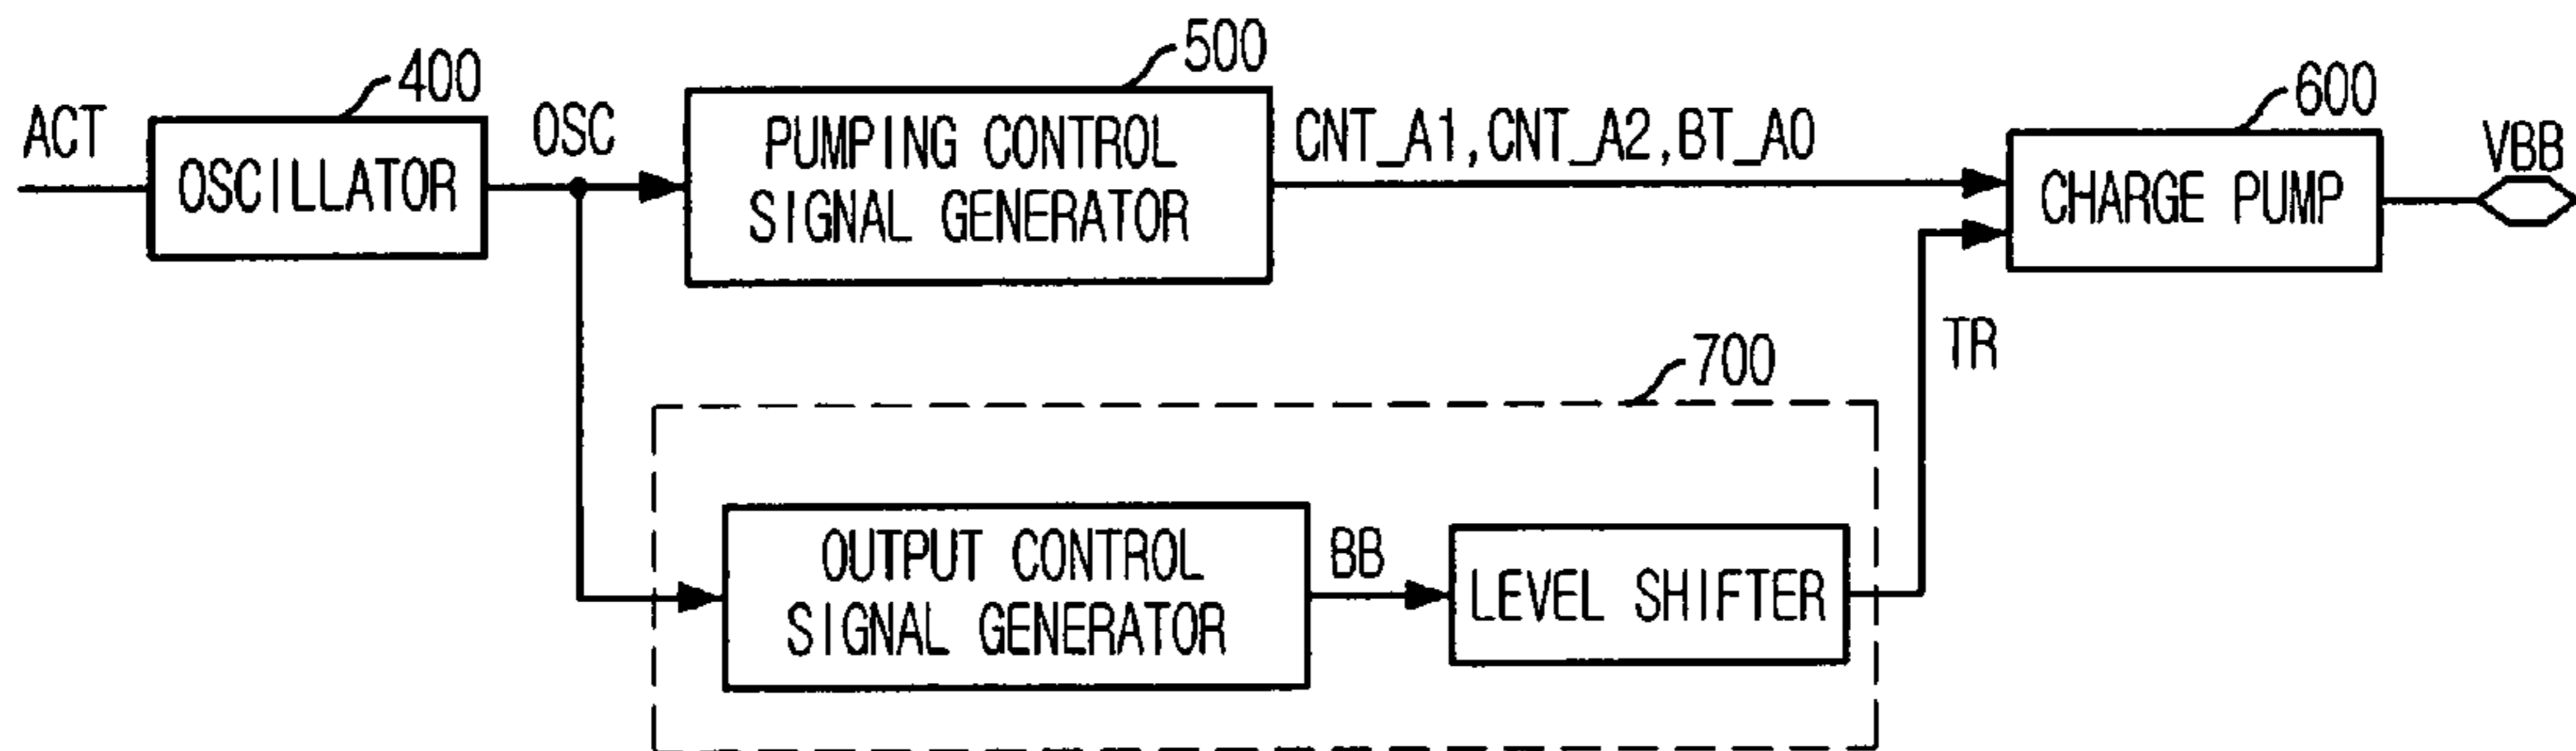 400
500
600
ACT
OSCILLATOR
OSC
PUMPING CONTROL
SIGNAL GENERATOR
CNT_A1,CNT_A2,BT_A0
CHARGE PUMP
VBB
TR
700
OUTPUT CONTROL
SIGNAL GENERATOR
BB
LEVEL SHIFTER